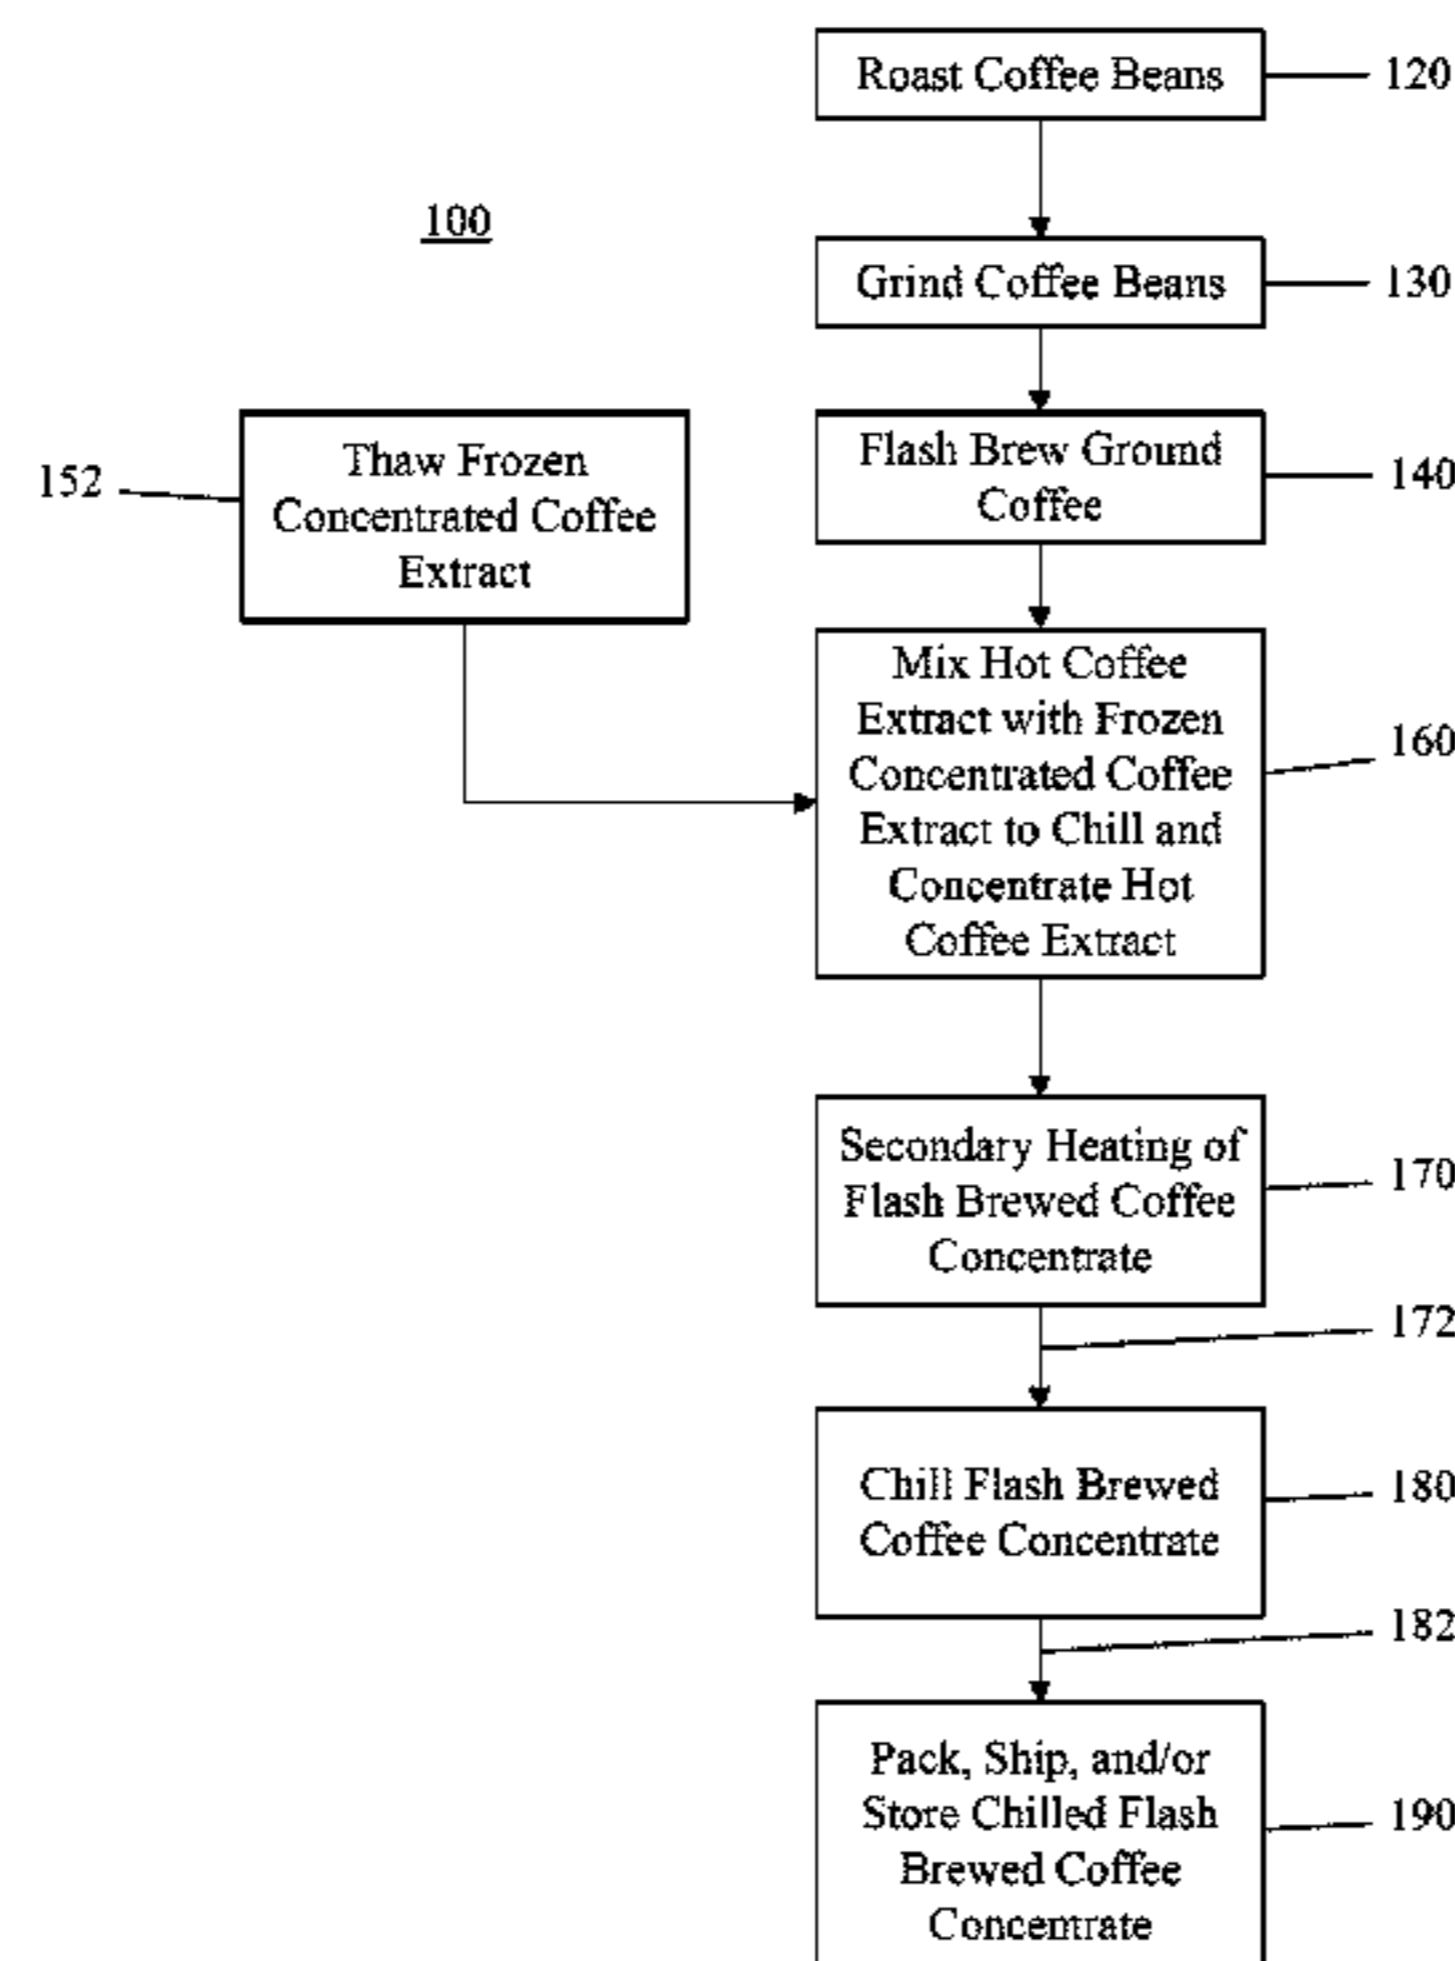 Roast Coffee Beans
120
100
Grind Coffee Beans
130
152
Thaw Frozen
Concentrated Coffee
Extract
Flash Brew Ground
Coffee
140
Mix Hot Coffee
Extract with Frozen
Concentrated Coffee
Extract to Chill and
Concentrate Hot
Coffee Extract
160
Secondary Heating of
Flash Brewed Coffee
Concentrate
170
172
Chill Flash Brewed
Coffee Concentrate
180
182
Pack, Ship, and/or
Store Chilled Flash
Brewed Coffee
Concentrate
190